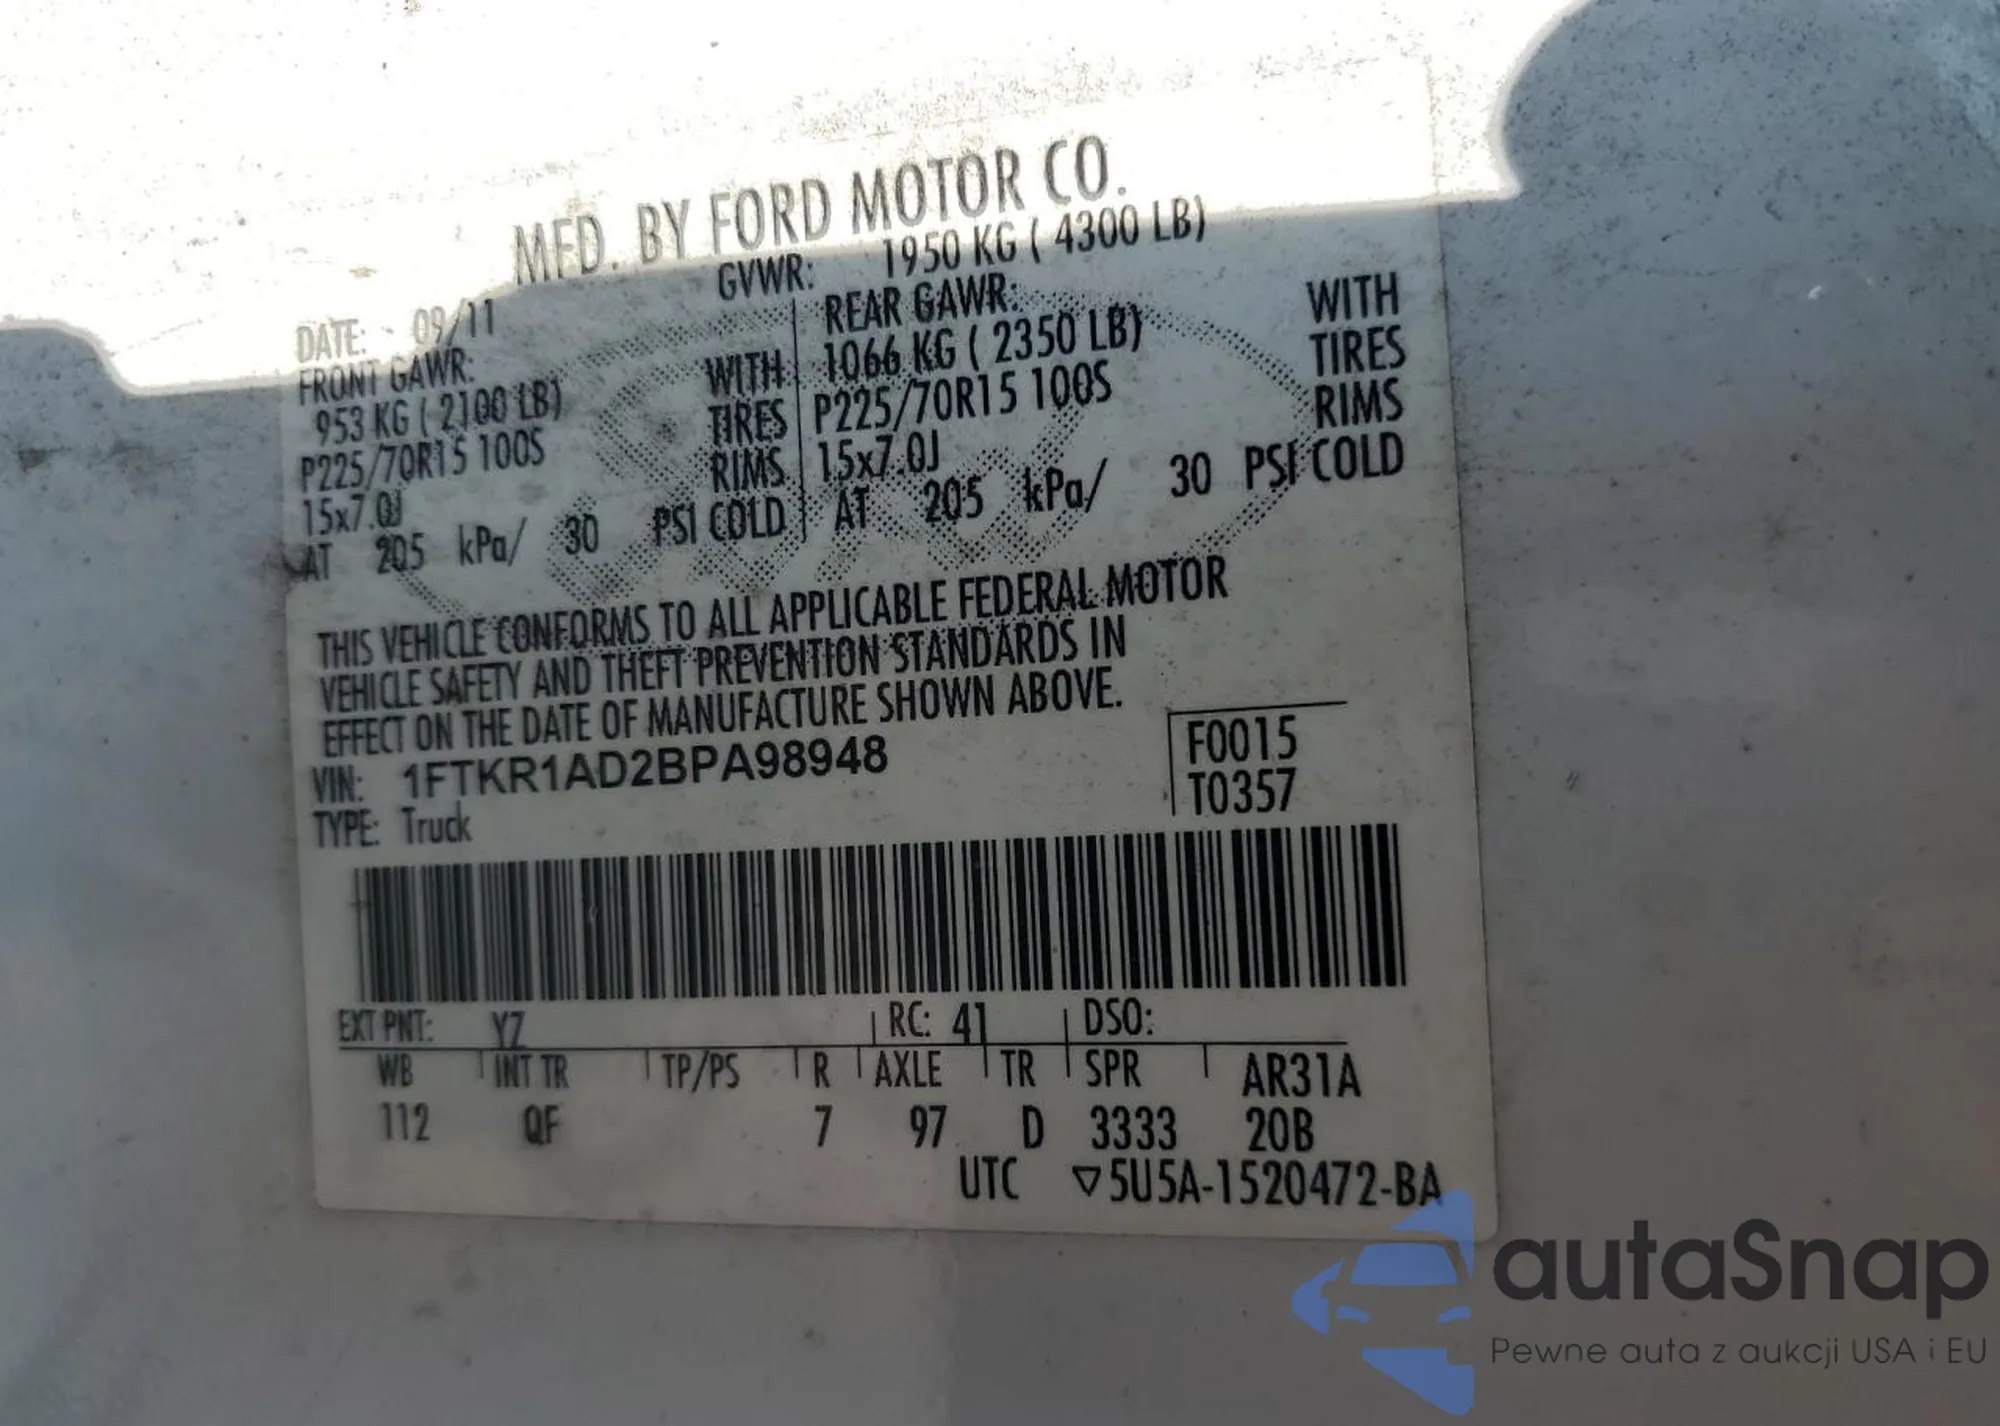 MFD. BY FORD MOTOR CO.
DATE: 09/11 GVWR: 1950 KG ( 4300 LB)
FRONT GAWR: REAR GAWR:
953 KG ( 2100 LB) WITH 1066 KG ( 2350 LB) WITH
P225/70R15 100S TIRES P225/70R15 100S TIRES
15x7.0J RIMS 15x7.0J RIMS
AT 205 kPa/ 30 PSI COLD AT 205 kPa/ 30 PSI COLD
THIS VEHICLE CONFORMS TO ALL APPLICABLE FEDERAL MOTOR
VEHICLE SAFETY AND THEFT PREVENTION STANDARDS IN
EFFECT ON THE DATE OF MANUFACTURE SHOWN ABOVE.
VIN: 1FTKR1AD2BPA98948 F0015
TYPE: Truck T0357
EXT PNT: YZ RC: 41 DSO:
WB INT TR TP/PS R AXLE TR SPR AR31A
112 QF 7 97 D 3333 20B
UTC ▽5U5A-1520472-BA
autaSnap
Pewne auta z aukcji USA i EU